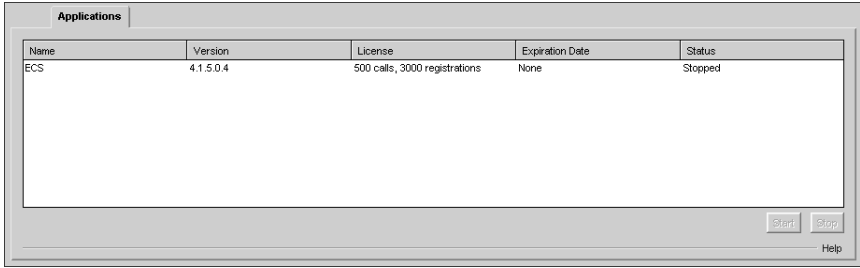 Applications
Name Version License Expiration Date Status
ECS 4.1.5.0.4 500 calls, 3000 registrations None Stopped
Start Stop
Help